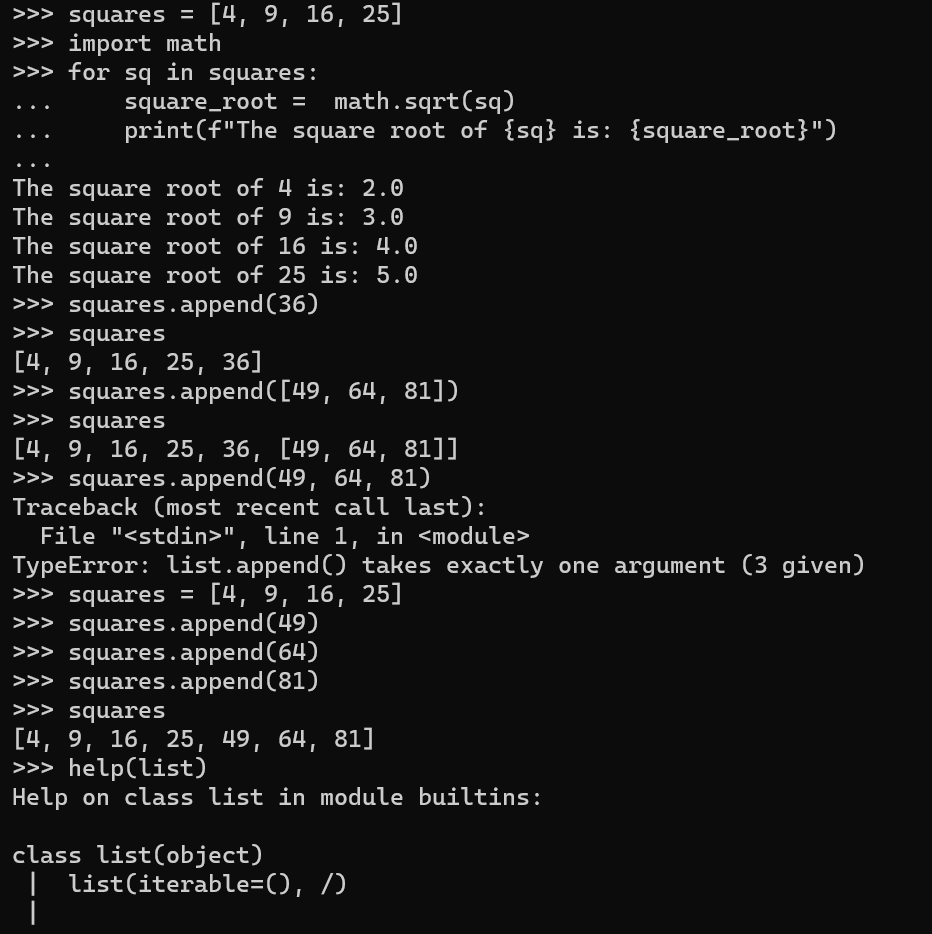 >>> squares = [4, 9, 16, 25]
>>> import math
>>> for sq in squares:
...     square_root =  math.sqrt(sq)
...     print(f"The square root of {sq} is: {square_root}")
...
The square root of 4 is: 2.0
The square root of 9 is: 3.0
The square root of 16 is: 4.0
The square root of 25 is: 5.0
>>> squares.append(36)
>>> squares
[4, 9, 16, 25, 36]
>>> squares.append([49, 64, 81])
>>> squares
[4, 9, 16, 25, 36, [49, 64, 81]]
>>> squares.append(49, 64, 81)
Traceback (most recent call last):
  File "<stdin>", line 1, in <module>
TypeError: list.append() takes exactly one argument (3 given)
>>> squares = [4, 9, 16, 25]
>>> squares.append(49)
>>> squares.append(64)
>>> squares.append(81)
>>> squares
[4, 9, 16, 25, 49, 64, 81]
>>> help(list)
Help on class list in module builtins:

class list(object)
 |  list(iterable=(), /)
 |